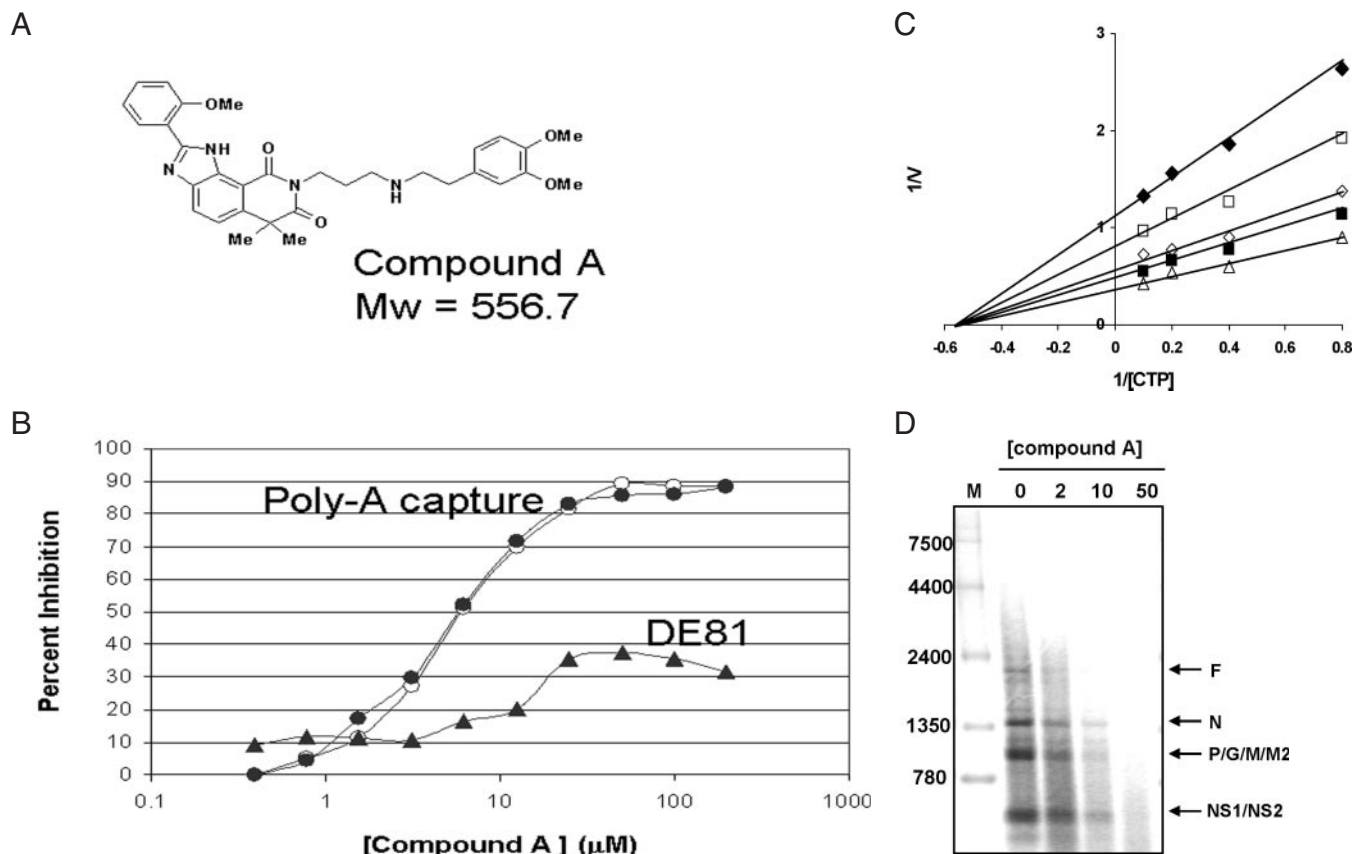 A
OMe
N
NH
O
N
O
Me
Me
N
H
OMe
OMe
Compound A
Mw = 556.7
B
Percent Inhibition
100
90
80
70
60
50
40
30
20
10
0
Poly-A capture
DE81
0.1
1
10
100
1000
[Compound A ] (μM)
C
3
2
1
0
1/V
-0.6
-0.4
-0.2
0
0.2
0.4
0.6
0.8
1/[CTP]
D
[compound A]
M 0 2 10 50
7500
4400
2400
1350
780
F
N
P/G/M/M2
NS1/NS2